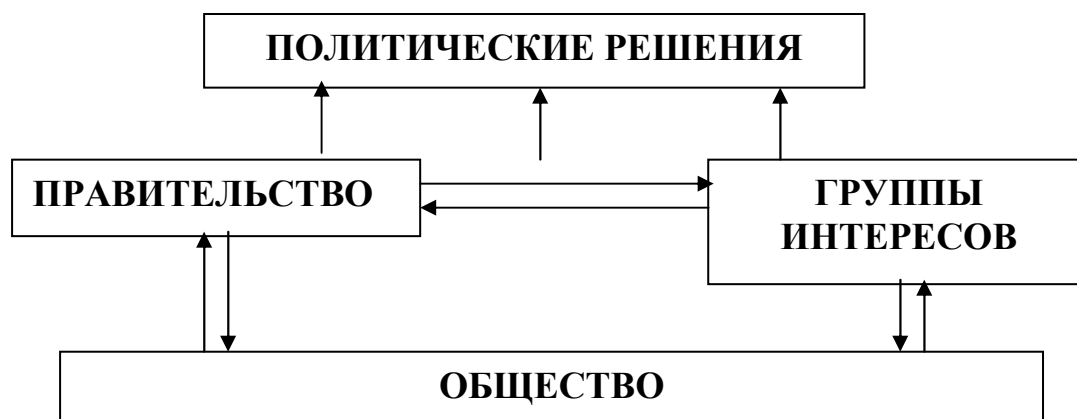 ПОЛИТИЧЕСКИЕ РЕШЕНИЯ
ПРАВИТЕЛЬСТВО
ГРУППЫ
ИНТЕРЕСОВ
ОБЩЕСТВО